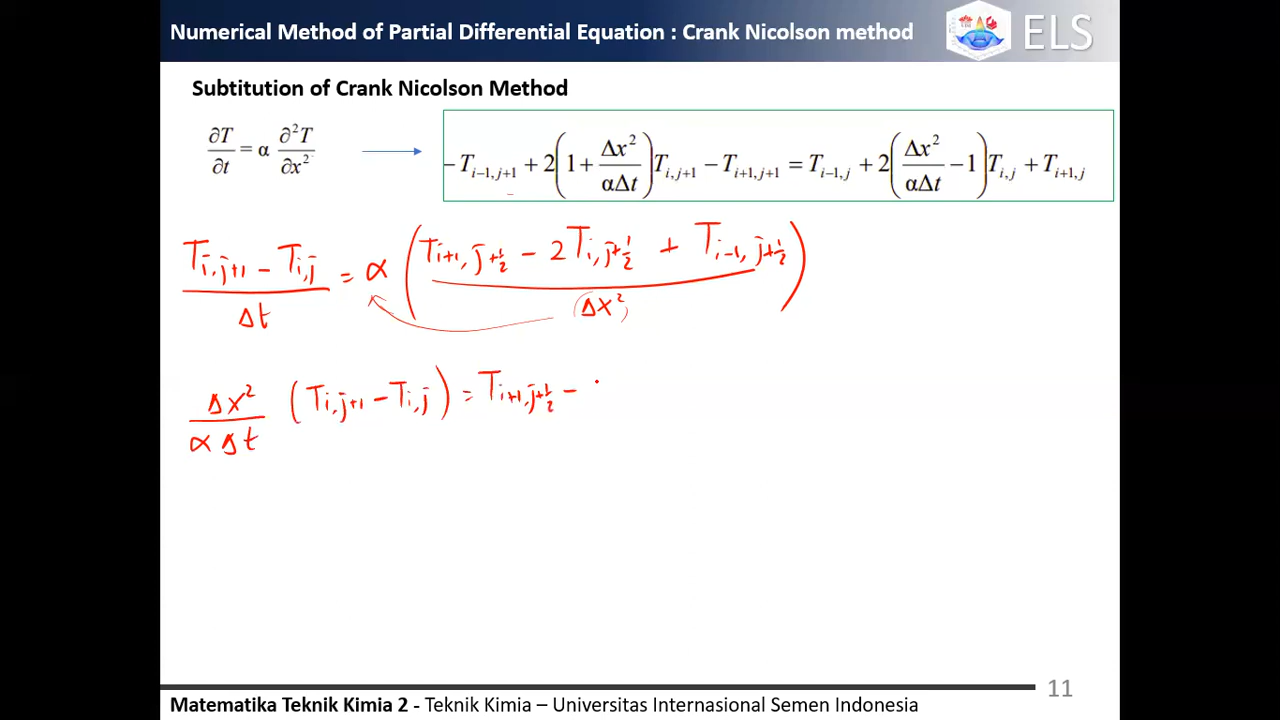 Numerical Method of Partial Differential Equation : Crank Nicolson method
ELS
Subtitution of Crank Nicolson Method
∂T/∂t = α ∂²T/∂x²
-T_{i-1,j+1} + 2(1 + Δx²/αΔt)T_{i,j+1} - T_{i+1,j+1} = T_{i-1,j} + 2(Δx²/αΔt - 1)T_{i,j} + T_{i+1,j}
(T_{i,j+1} - T_{i,j})/Δt = α((T_{i+1,j+1/2} - 2T_{i,j+1/2} + T_{i-1,j+1/2})/(Δx²))
Δx²/αΔt (T_{i,j+1} - T_{i,j}) = T_{i+1,j+1/2} -
11
Matematika Teknik Kimia 2 - Teknik Kimia – Universitas Internasional Semen Indonesia